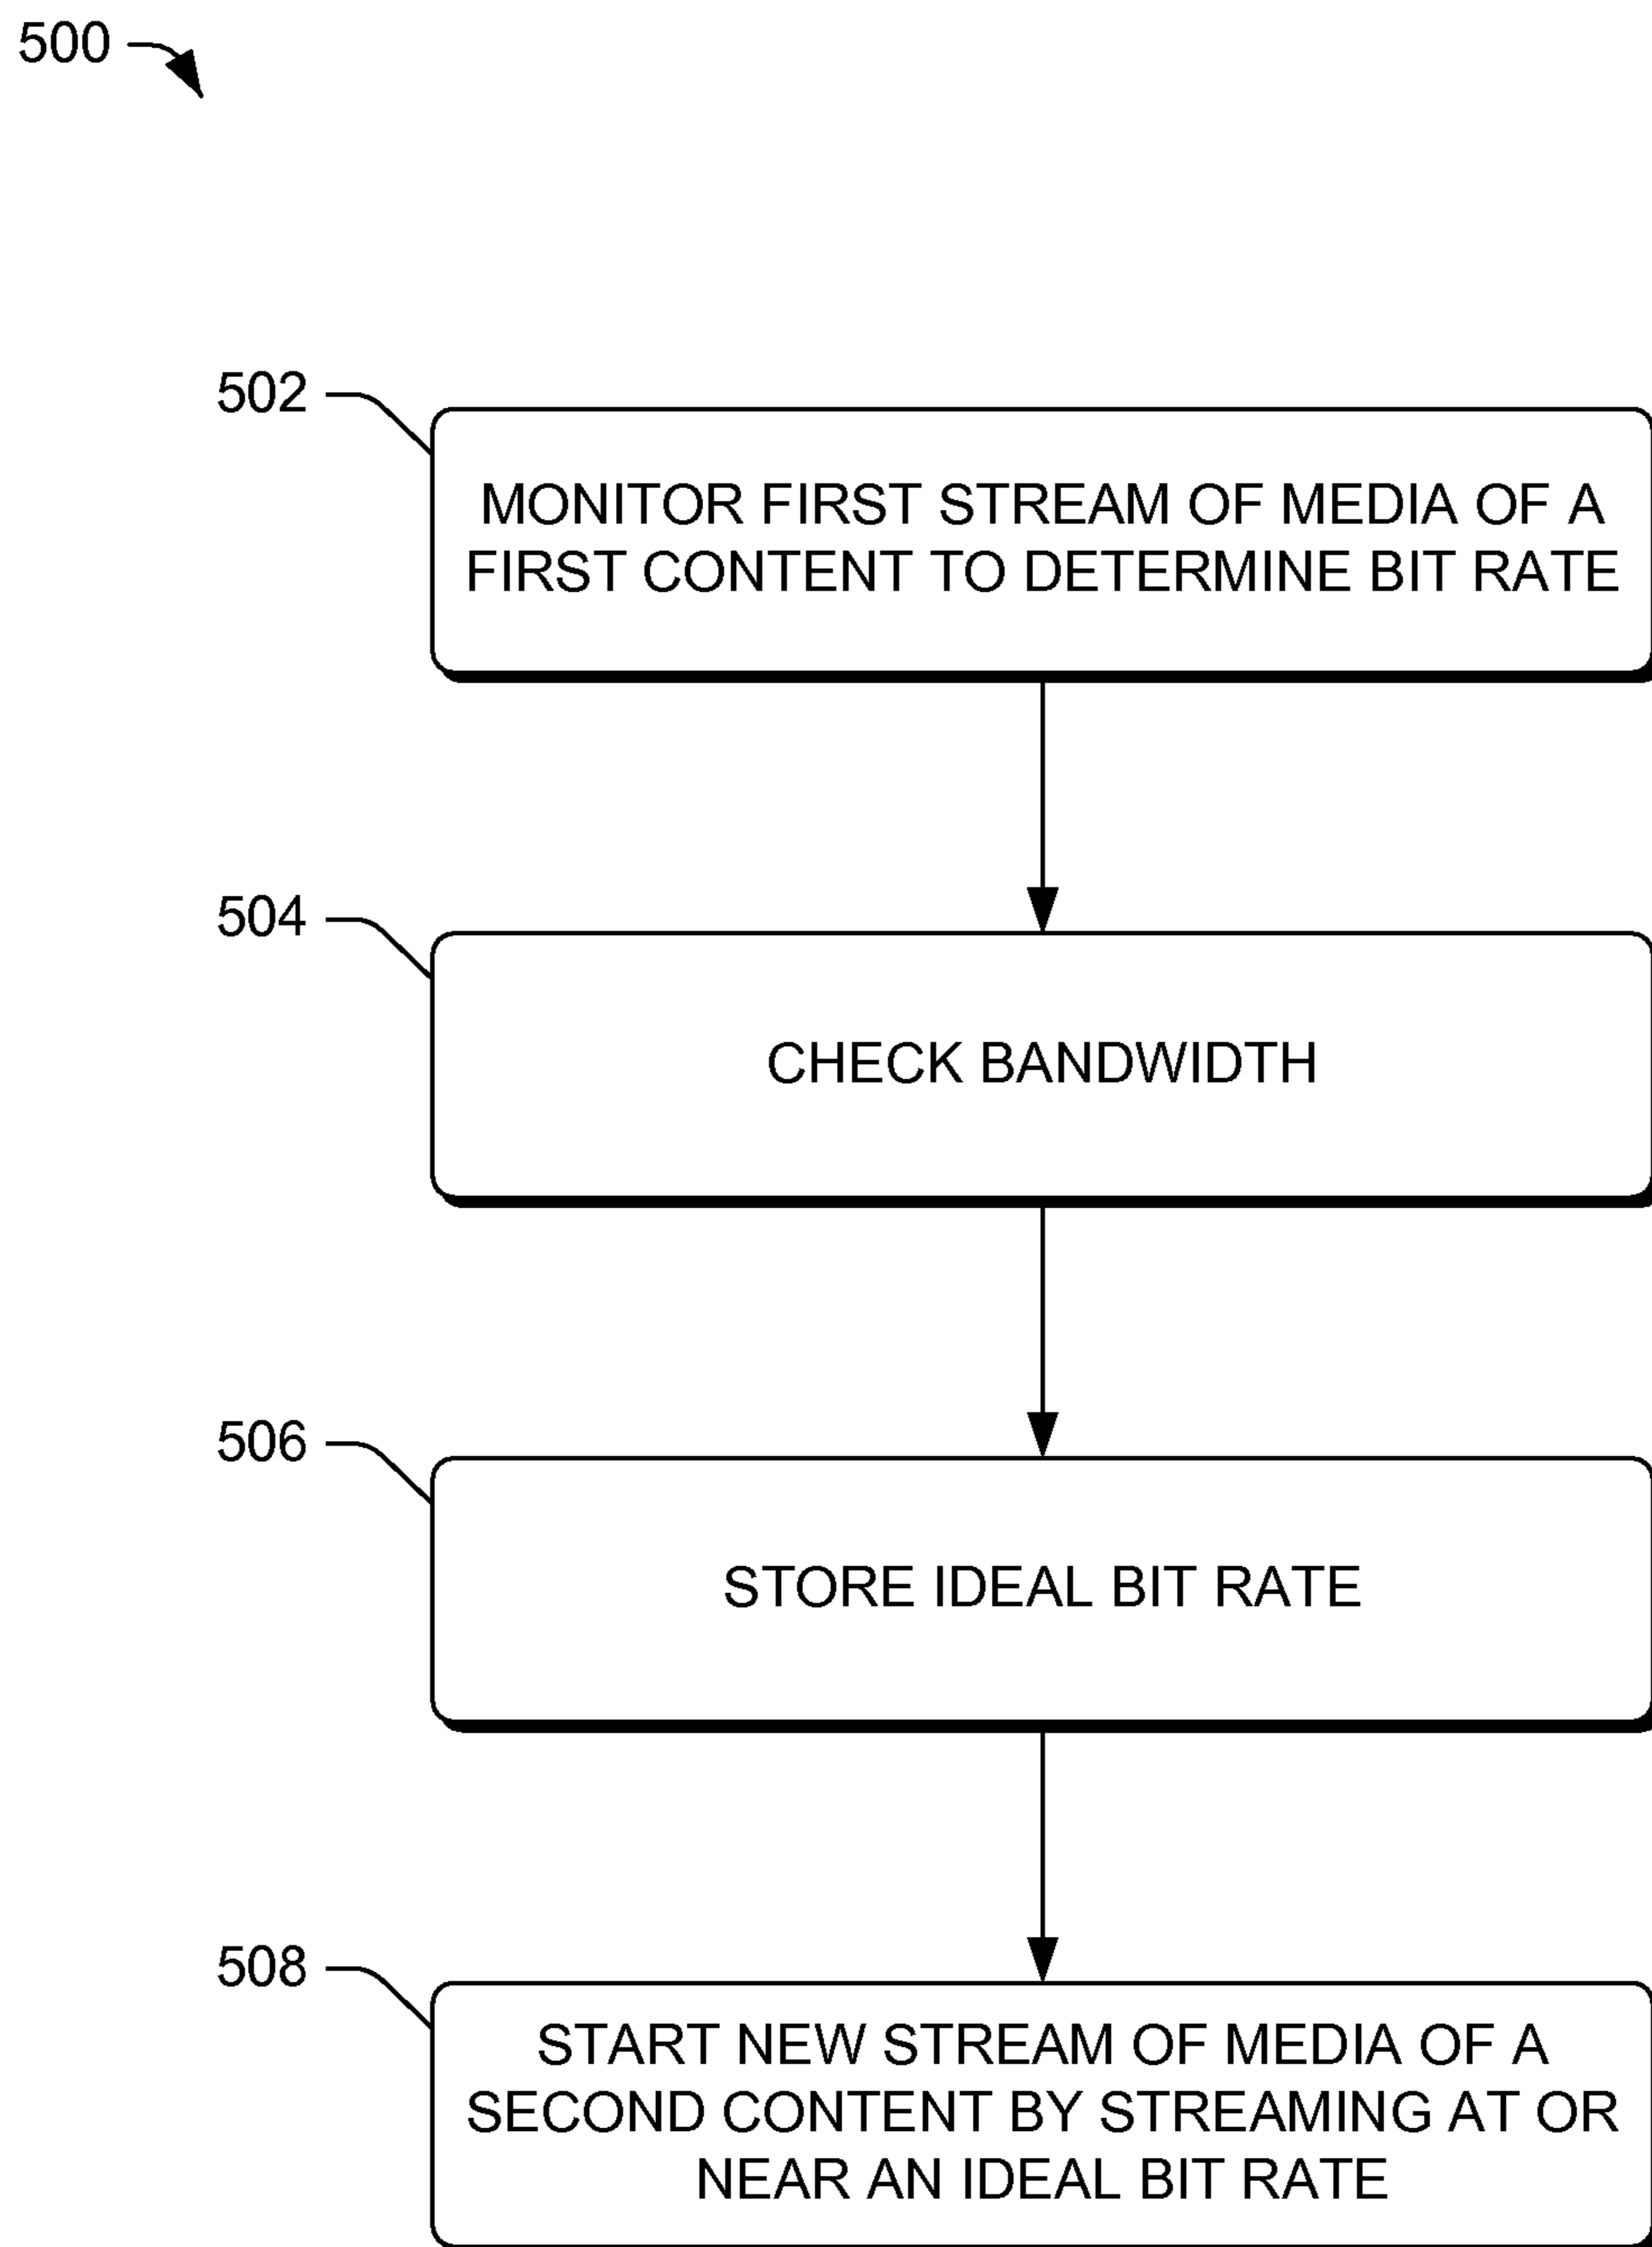 500
502
MONITOR FIRST STREAM OF MEDIA OF A
FIRST CONTENT TO DETERMINE BIT RATE
504
CHECK BANDWIDTH
506
STORE IDEAL BIT RATE
508
START NEW STREAM OF MEDIA OF A
SECOND CONTENT BY STREAMING AT OR
NEAR AN IDEAL BIT RATE